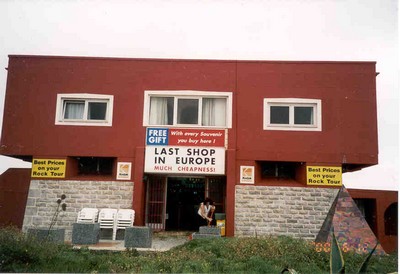 FREE
GIFT
With every Souvenir
you buy here!
LAST SHOP
IN EUROPE
MUCH CHEAPNESS!
Best Prices
on your
Rock Tour
Best Prices
on your
Rock Tour